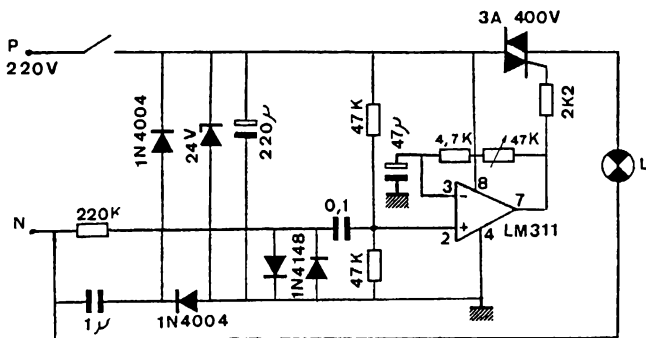 3A 400V
P
220V
1N4004
24V
220µ
47K
47µ
4,7K
47K
2K2
L
3
8
-
7
2
+
4
LM311
N
220K
0,1
1N4148
47K
1µ
1N4004